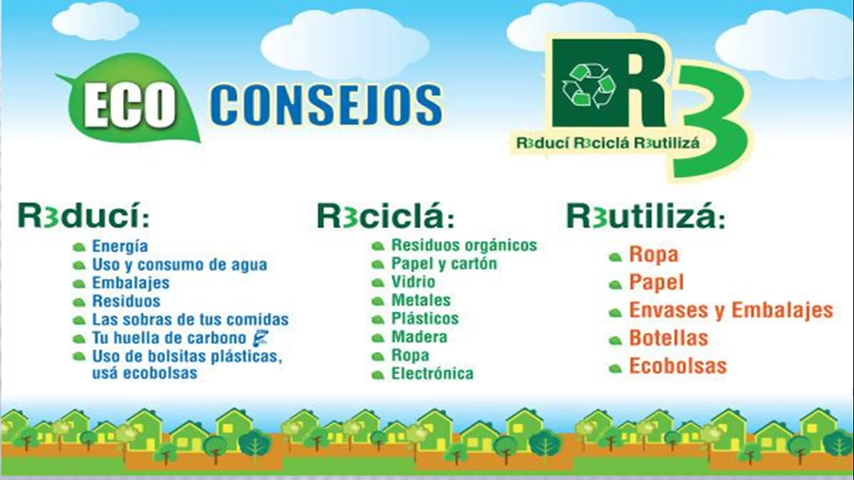 ECO CONSEJOS
R3
R3ducí R3ciclá R3utilizá
R3ducí:
Energía
Uso y consumo de agua
Embalajes
Residuos
Las sobras de tus comidas
Tu huella de carbono
Uso de bolsitas plásticas,
usá ecobolsas
R3ciclá:
Residuos orgánicos
Papel y cartón
Vidrio
Metales
Plásticos
Madera
Ropa
Electrónica
R3utilizá:
Ropa
Papel
Envases y Embalajes
Botellas
Ecobolsas